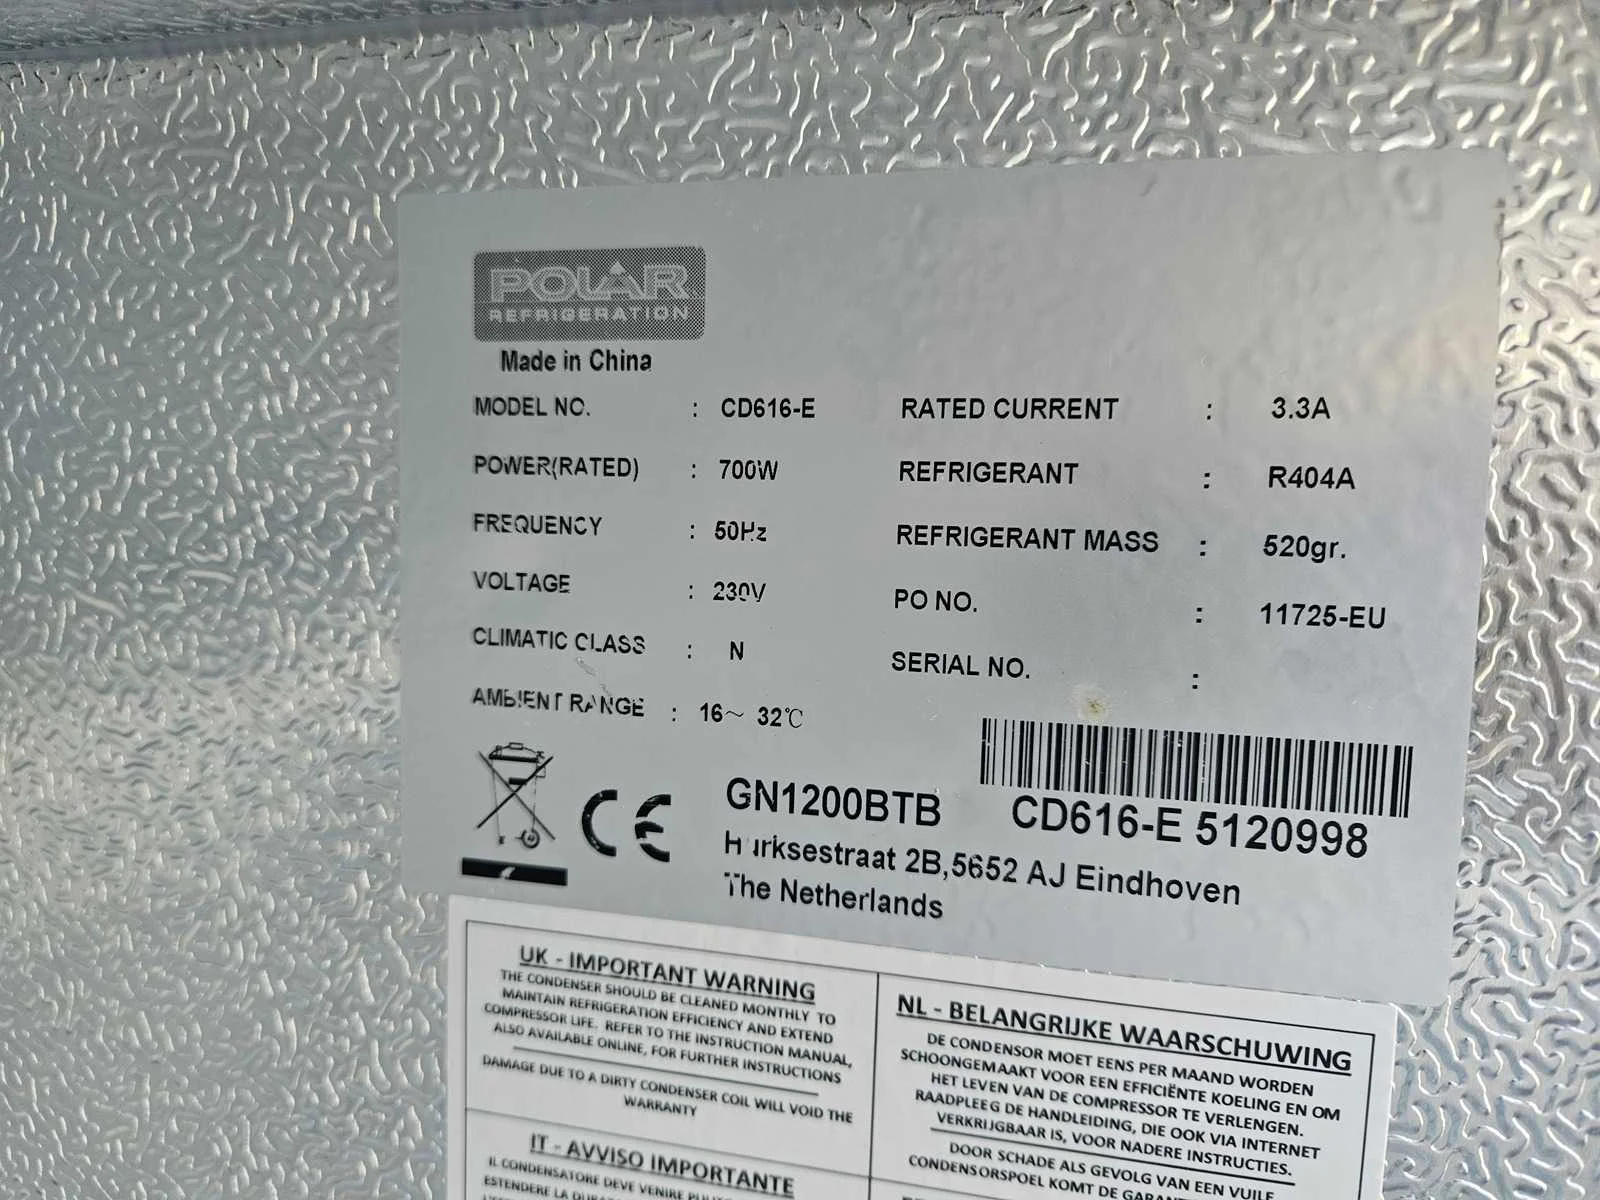 POLAR
REFRIGERATION
Made in China
MODEL NO. : CD616-E
POWER(RATED) : 700W
FREQUENCY : 50Hz
VOLTAGE : 230V
CLIMATIC CLASS : N
AMBIENT RANGE : 16~ 32℃
RATED CURRENT : 3.3A
REFRIGERANT : R404A
REFRIGERANT MASS : 520gr.
PO NO. : 11725-EU
SERIAL NO. :
CD616-E 5120998
CE
GN1200BTB
Hurksestraat 2B,5652 AJ Eindhoven
The Netherlands
UK - IMPORTANT WARNING
THE CONDENSER SHOULD BE CLEANED MONTHLY TO
MAINTAIN REFRIGERATION EFFICIENCY AND EXTEND
COMPRESSOR LIFE. REFER TO THE INSTRUCTION MANUAL,
ALSO AVAILABLE ONLINE, FOR FURTHER INSTRUCTIONS
DAMAGE DUE TO A DIRTY CONDENSER COIL WILL VOID THE
WARRANTY
NL - BELANGRIJKE WAARSCHUWING
DE CONDENSOR MOET EENS PER MAAND WORDEN
SCHOONGEMAAKT VOOR EEN EFFICIËNTE KOELING EN OM
HET LEVEN VAN DE COMPRESSOR TE VERLENGEN.
RAADPLEEG DE HANDLEIDING, DIE OOK VIA INTERNET
VERKRIJGBAAR IS, VOOR NADERE INSTRUCTIES.
DOOR SCHADE ALS GEVOLG VAN EEN VUILE
CONDENSORSPOEL KOMT DE
IT - AVVISO IMPORTANTE
IL CONDENSATORE DEVE VENIRE
ESTENDERE LA